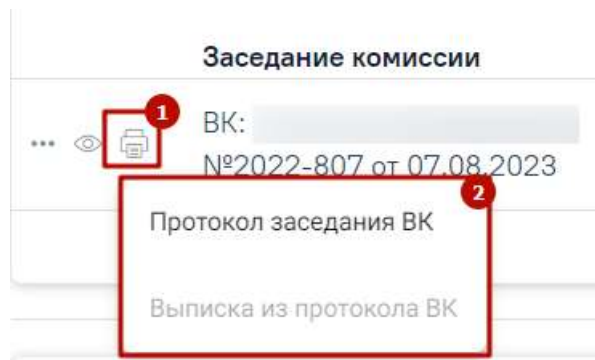 Заседание комиссии
1
ВК:
№2022-807 от 07.08.2023
2
Протокол заседания ВК
Выписка из протокола ВК